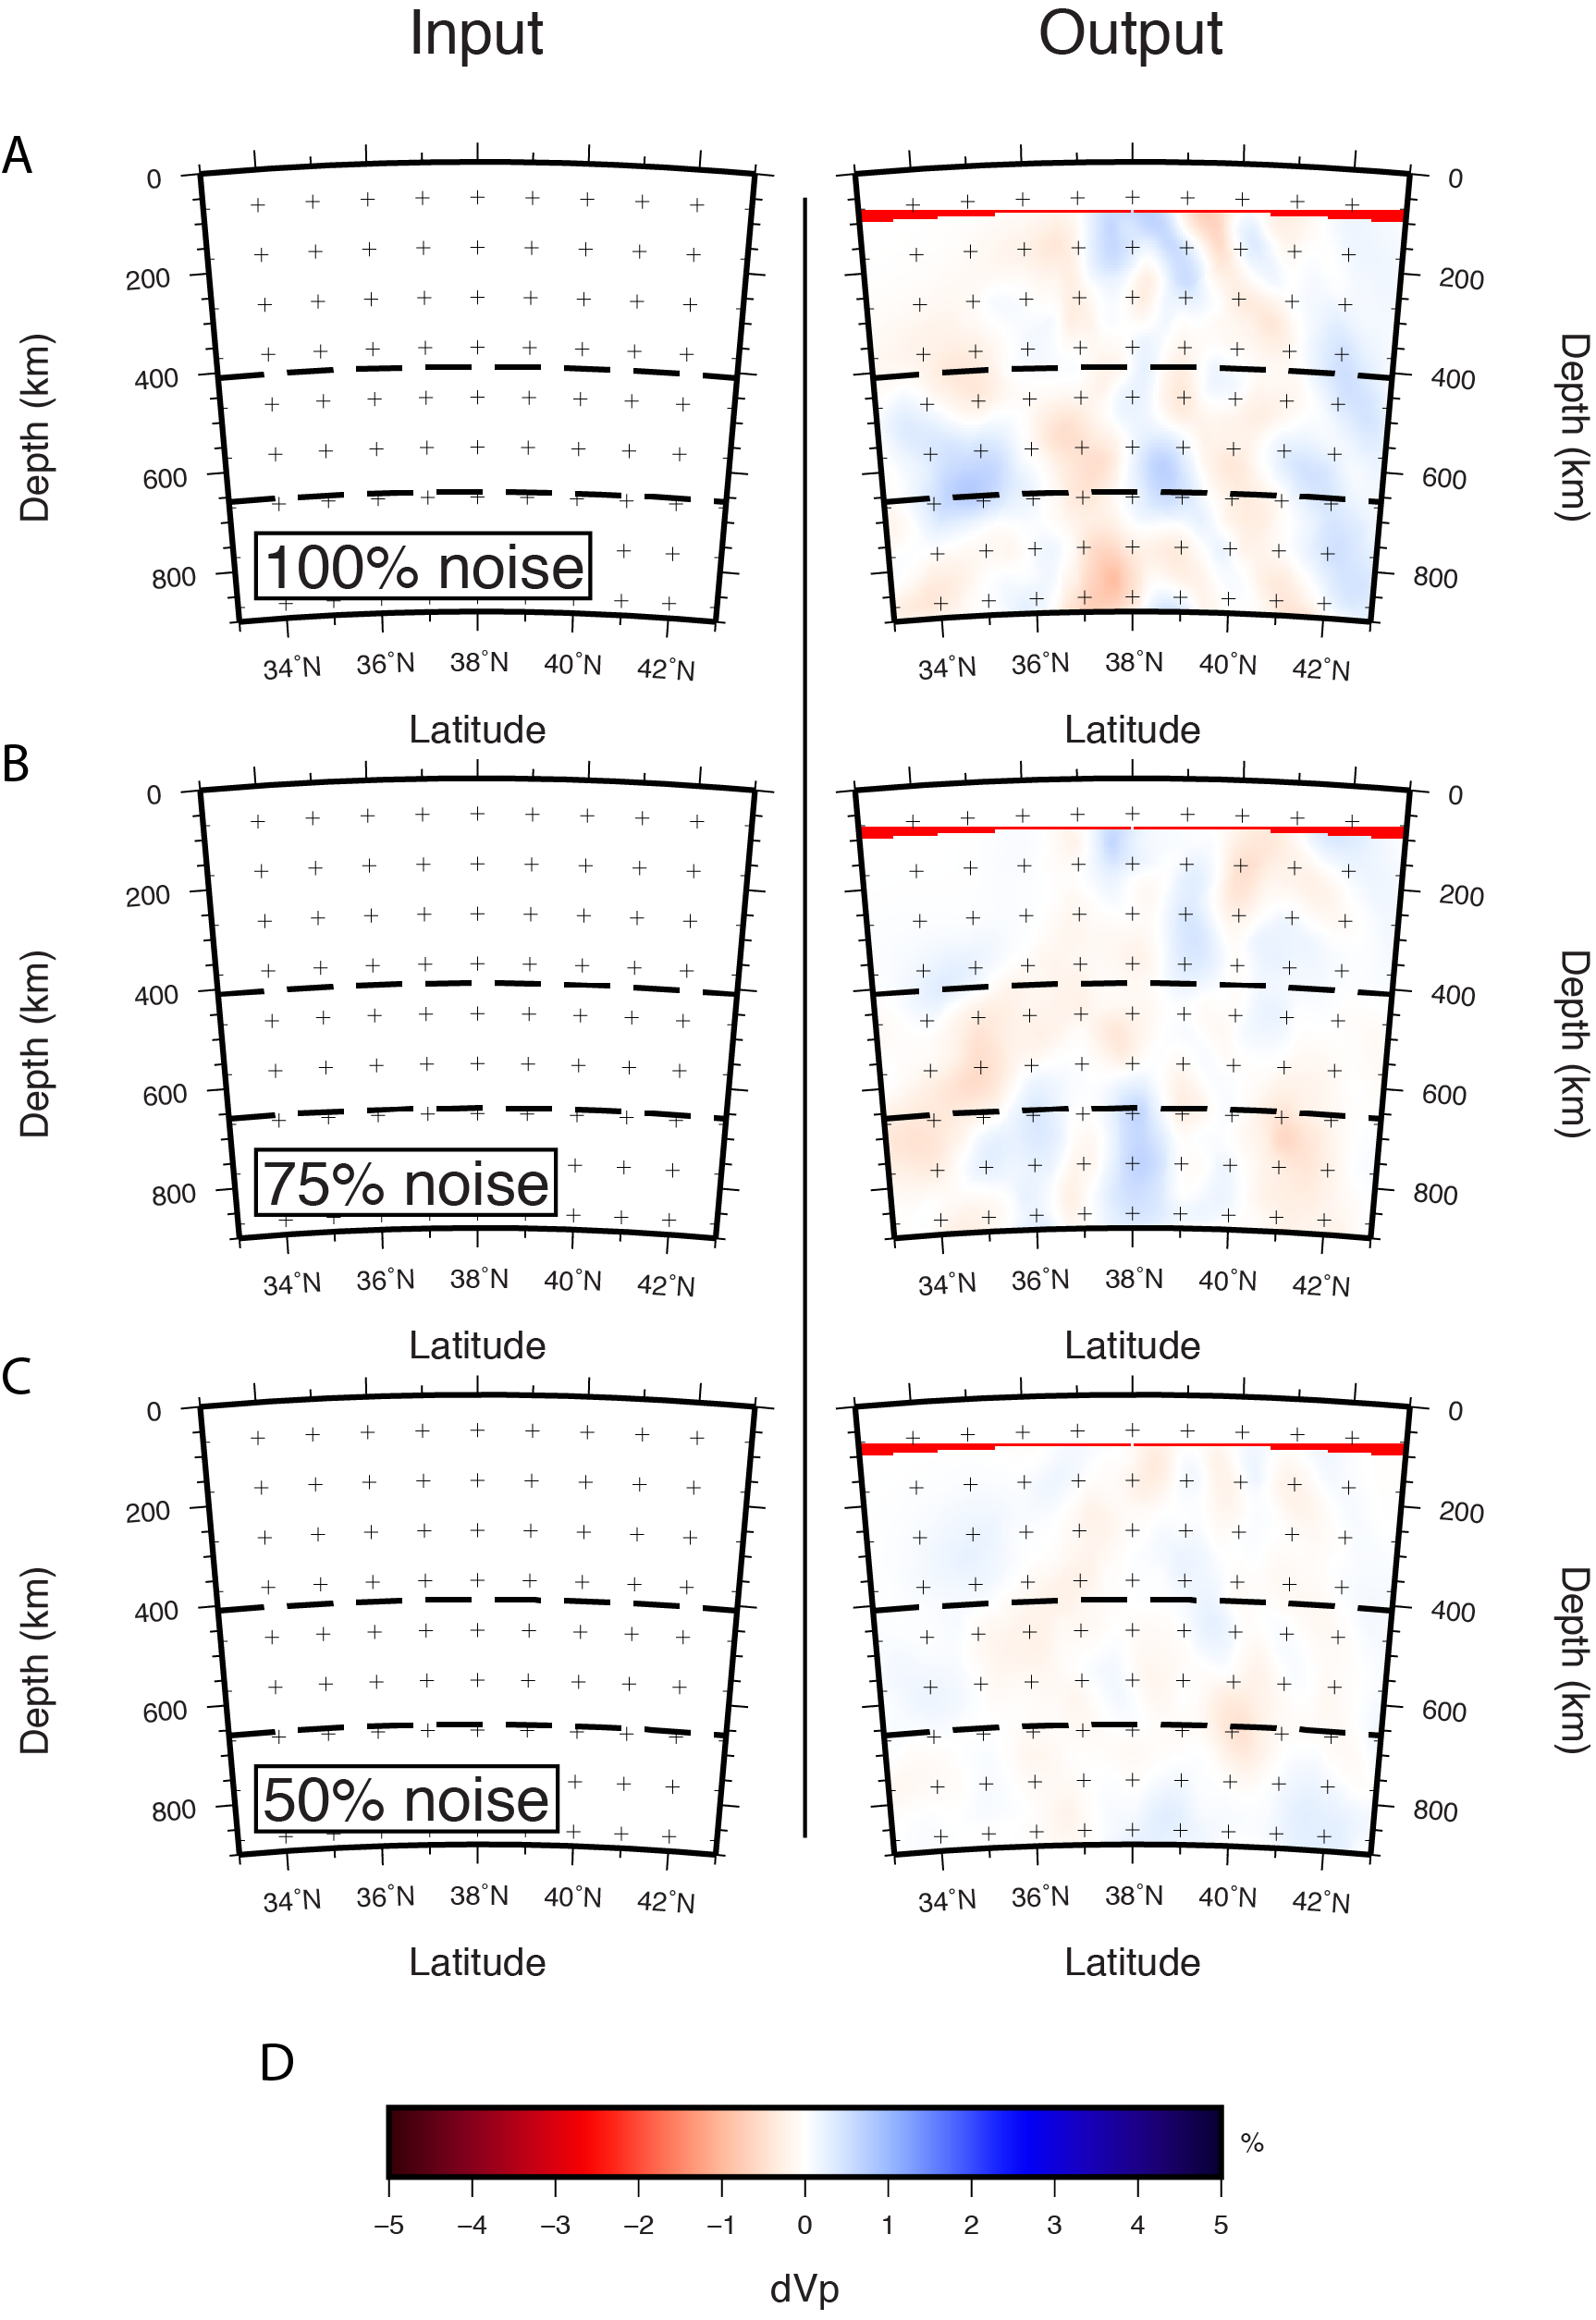 Input Output
A
0 0
200 200
400 400
600 600
800 800
Depth (km) Depth (km)
100% noise
34°N 36°N 38°N 40°N 42°N 34°N 36°N 38°N 40°N 42°N
Latitude Latitude
B
0 0
200 200
400 400
600 600
800 800
Depth (km) Depth (km)
75% noise
34°N 36°N 38°N 40°N 42°N 34°N 36°N 38°N 40°N 42°N
Latitude Latitude
C
0 0
200 200
400 400
600 600
800 800
Depth (km) Depth (km)
50% noise
34°N 36°N 38°N 40°N 42°N 34°N 36°N 38°N 40°N 42°N
Latitude Latitude
D
%
−5 −4 −3 −2 −1 0 1 2 3 4 5
dVp